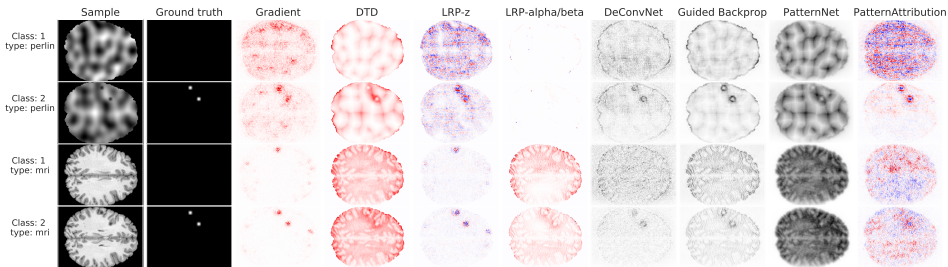 Sample Ground truth Gradient DTD LRP-z LRP-alpha/beta DeConvNet Guided Backprop PatternNet PatternAttribution
Class: 1
type: perlin
Class: 2
type: perlin
Class: 1
type: mri
Class: 2
type: mri